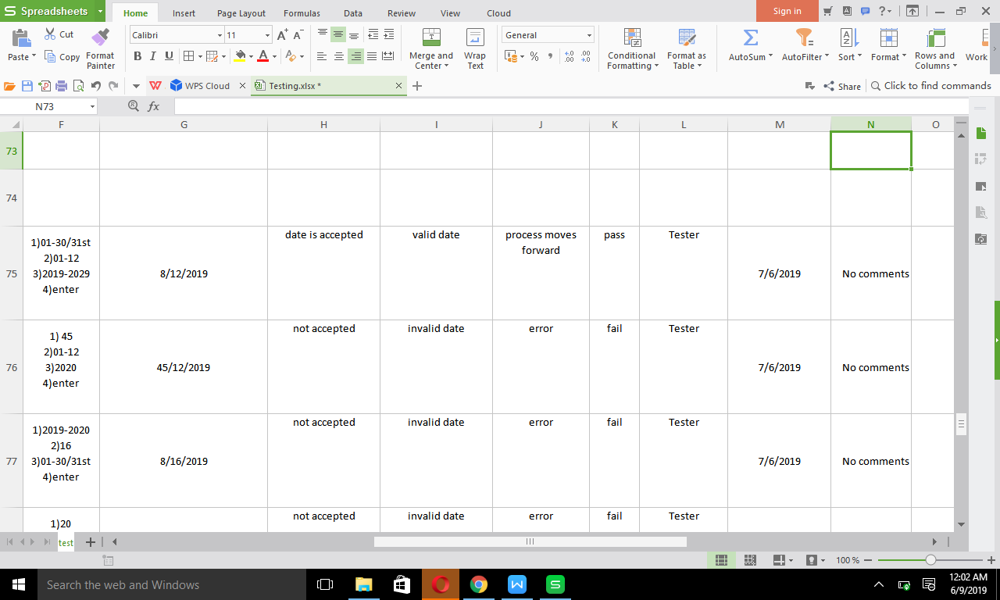 Spreadsheets
Home Insert Page Layout Formulas Data Review View Cloud Sign in
Cut Calibri 11 General
Paste Copy Format Painter B I U Merge and Center Wrap Text % Conditional Formatting Format as Table AutoSum AutoFilter Sort Format Rows and Columns Work
WPS Cloud Testing.xlsx * Share Click to find commands
N73 fx
F G H I J K L M N O
73
74
date is accepted valid date process moves pass Tester
1)01-30/31st forward
2)01-12
75 3)2019-2029 8/12/2019 7/6/2019 No comments
4)enter
not accepted invalid date error fail Tester
1) 45
2)01-12
76 3)2020 45/12/2019 7/6/2019 No comments
4)enter
not accepted invalid date error fail Tester
1)2019-2020
2)16
77 3)01-30/31st 8/16/2019 7/6/2019 No comments
4)enter
not accepted invalid date error fail Tester
1)20
test
100 %
Search the web and Windows
12:02 AM
6/9/2019